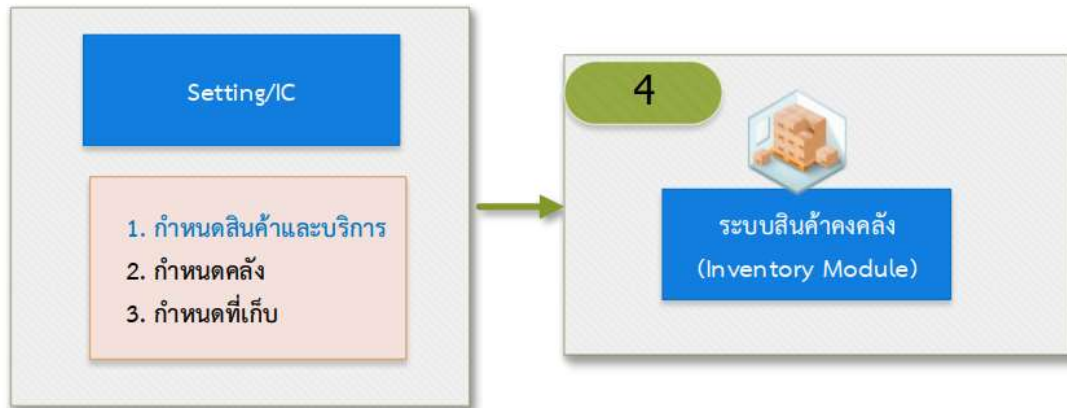 Setting/IC
1. กำหนดสินค้าและบริการ
2. กำหนดคลัง
3. กำหนดที่เก็บ
4
ระบบสินค้าคงคลัง
(Inventory Module)